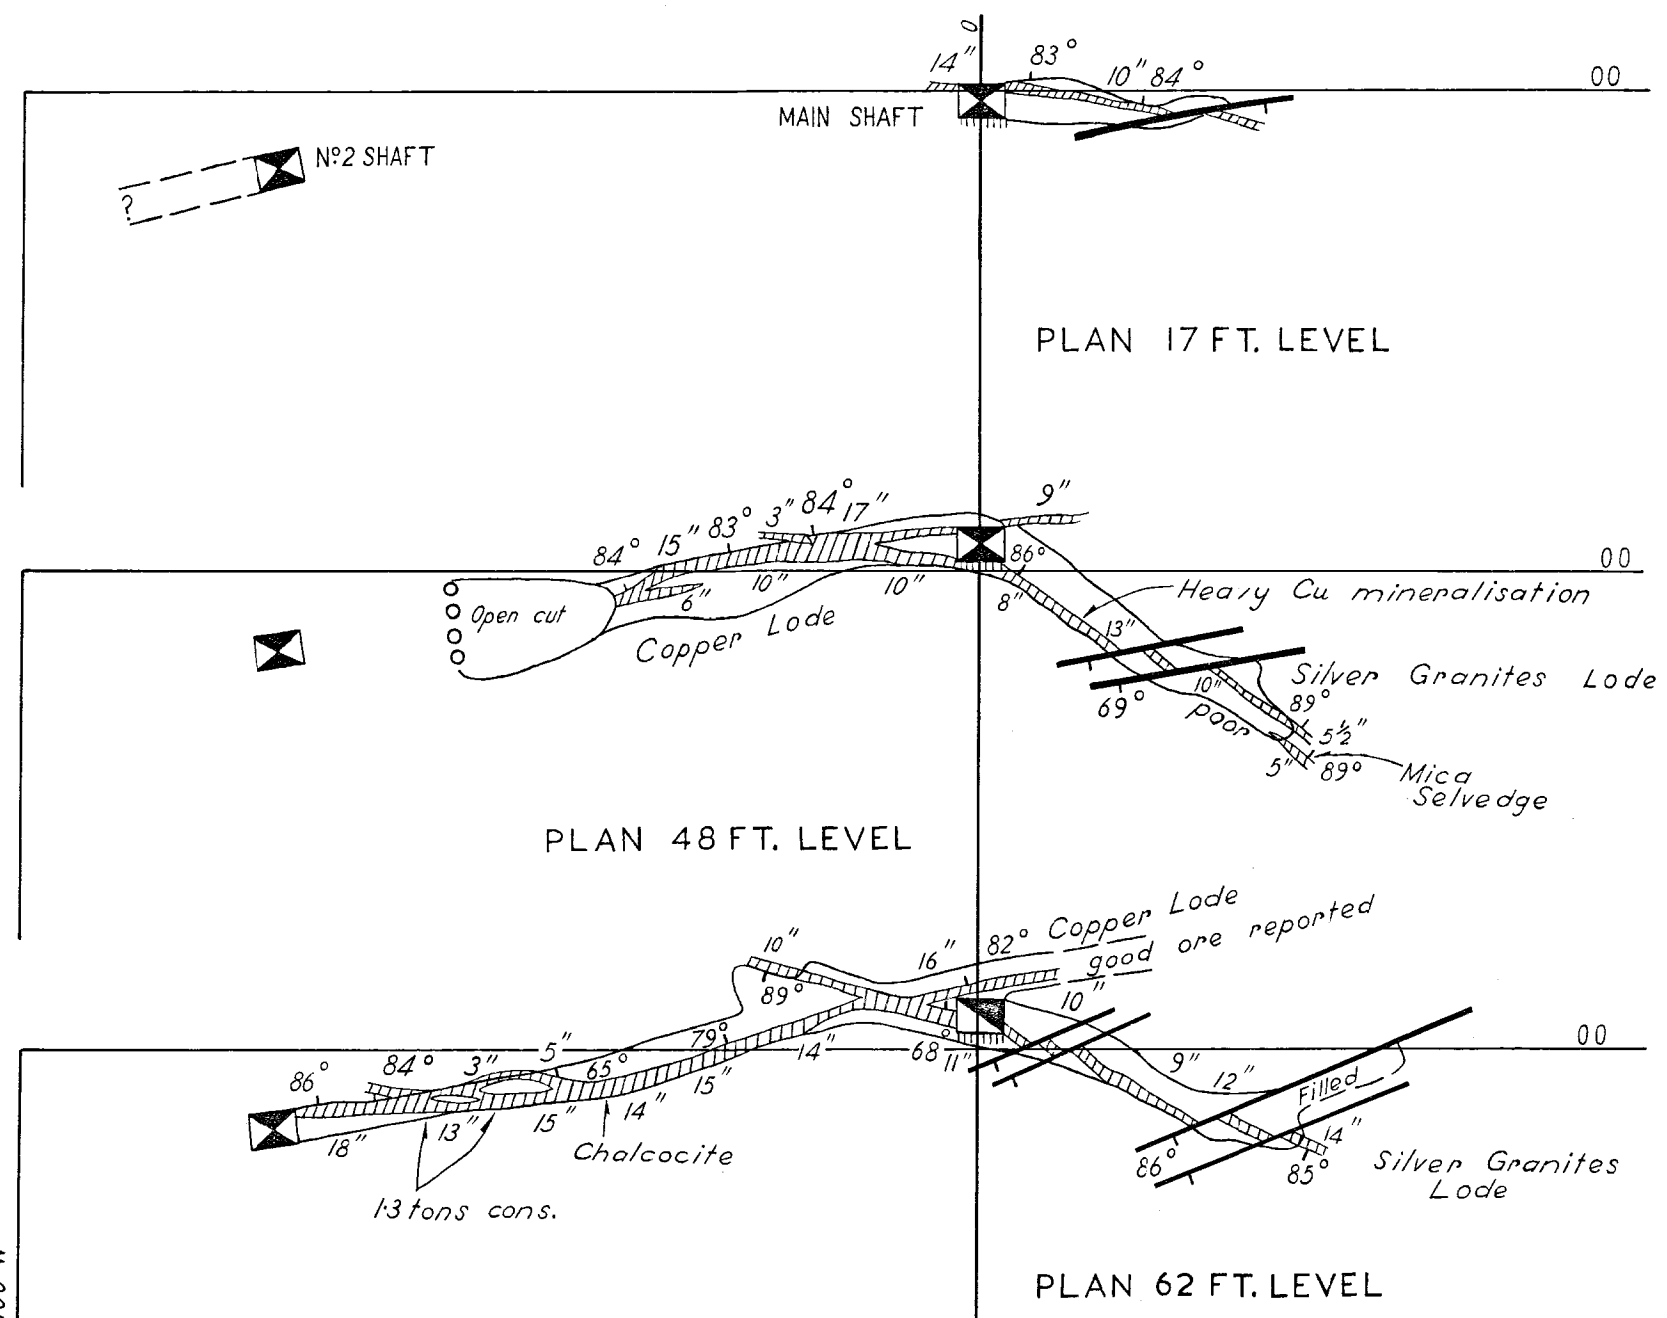 0
14" 83° 10" 84° 00
MAIN SHAFT
Nº2 SHAFT
?
PLAN 17 FT. LEVEL
84° 15" 83° 3" 84° 17" 9"
00
86°
Open cut 6" 10" 10" 8"
Heavy Cu mineralisation
Copper Lode
13"
Silver Granites Lode
69° 10" 89°
poor
5½"
5" 89°
Mica
Selvedge
PLAN 48 FT. LEVEL
10" 16" 82° Copper Lode
good ore reported
89° 10"
79° 14" 68° 11" 00
86° 84° 3" 5" 65° 15" 9" 12"
Filled
18" 13" 15" 14" 14"
Chalcocite
86° 85°
Silver Granites
Lode
1·3 tons cons.
PLAN 62 FT. LEVEL